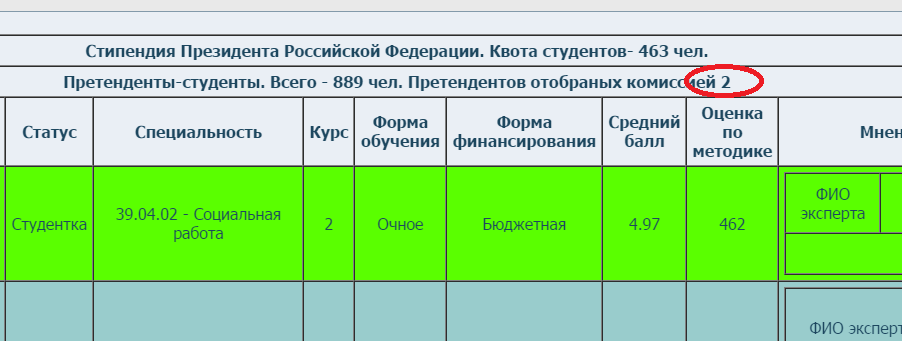 Стипендия Президента Российской Федерации. Квота студентов- 463 чел.
Претенденты-студенты. Всего - 889 чел. Претендентов отобраных комиссией 2
Статус
Специальность
Курс
Форма
обучения
Форма
финансирования
Средний
балл
Оценка
по
методике
Мнен
Студентка
39.04.02 - Социальная
работа
2
Очное
Бюджетная
4.97
462
ФИО
эксперта
ФИО эксперт